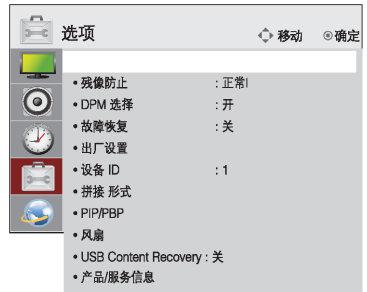 选项 移动 ⊙确定
• 残像防止 : 正常
• DPM 选择 : 开
• 故障恢复 : 关
• 出厂设置
• 设备 ID : 1
• 拼接 形式
• PIP/PBP
• 风扇
• USB Content Recovery : 关
• 产品/服务信息